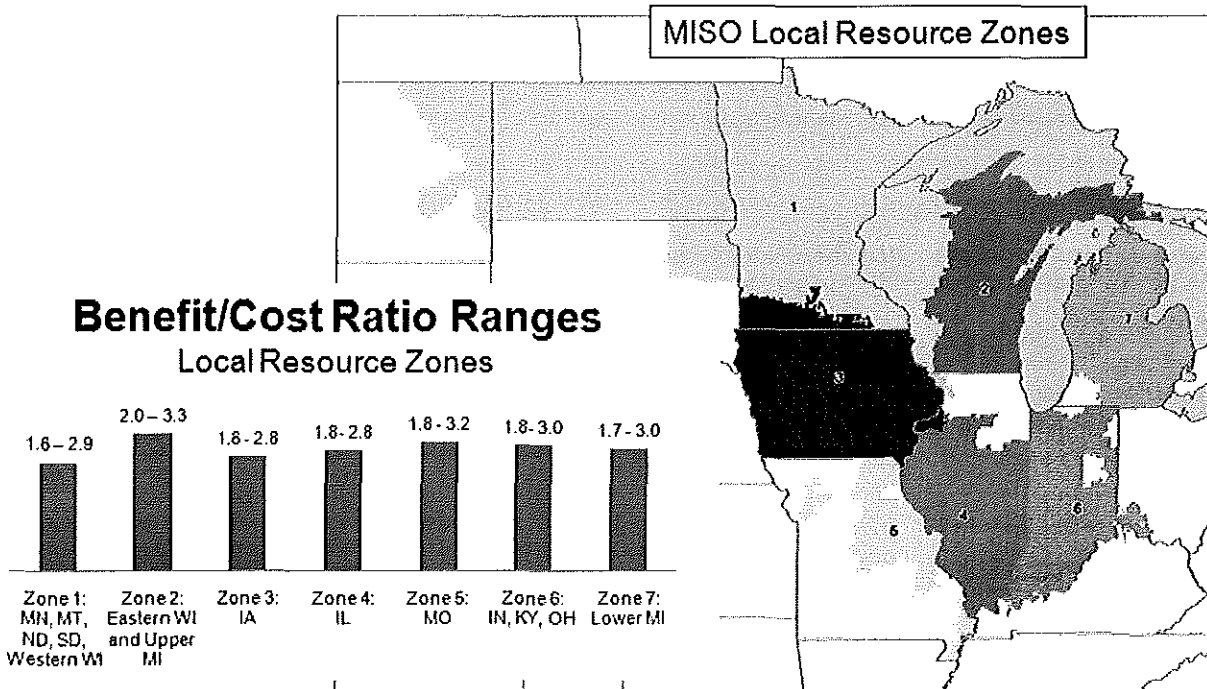 MISO Local Resource Zones
1
2
7
3
Benefit/Cost Ratio Ranges
Local Resource Zones
1.6 – 2.9
2.0 – 3.3
1.6 - 2.8
1.8 - 2.8
1.8 - 3.2
1.8 - 3.0
1.7 - 3.0
5
4
6
Zone 1:
MN, MT,
ND, SD,
Western WI
Zone 2:
Eastern WI
and Upper
MI
Zone 3:
IA
Zone 4:
IL
Zone 5:
MO
Zone 6:
IN, KY, OH
Zone 7:
Lower MI